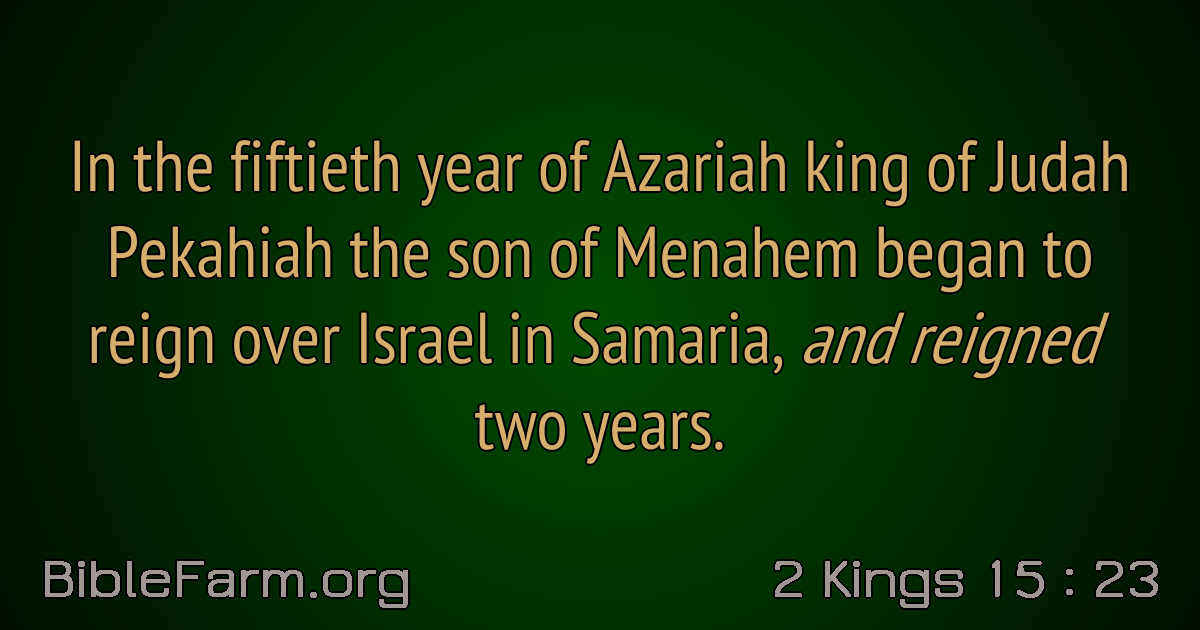 In the fiftieth year of Azariah king of Judah
Pekahiah the son of Menahem began to
reign over Israel in Samaria, and reigned
two years.
BibleFarm.org
2 Kings 15 : 23